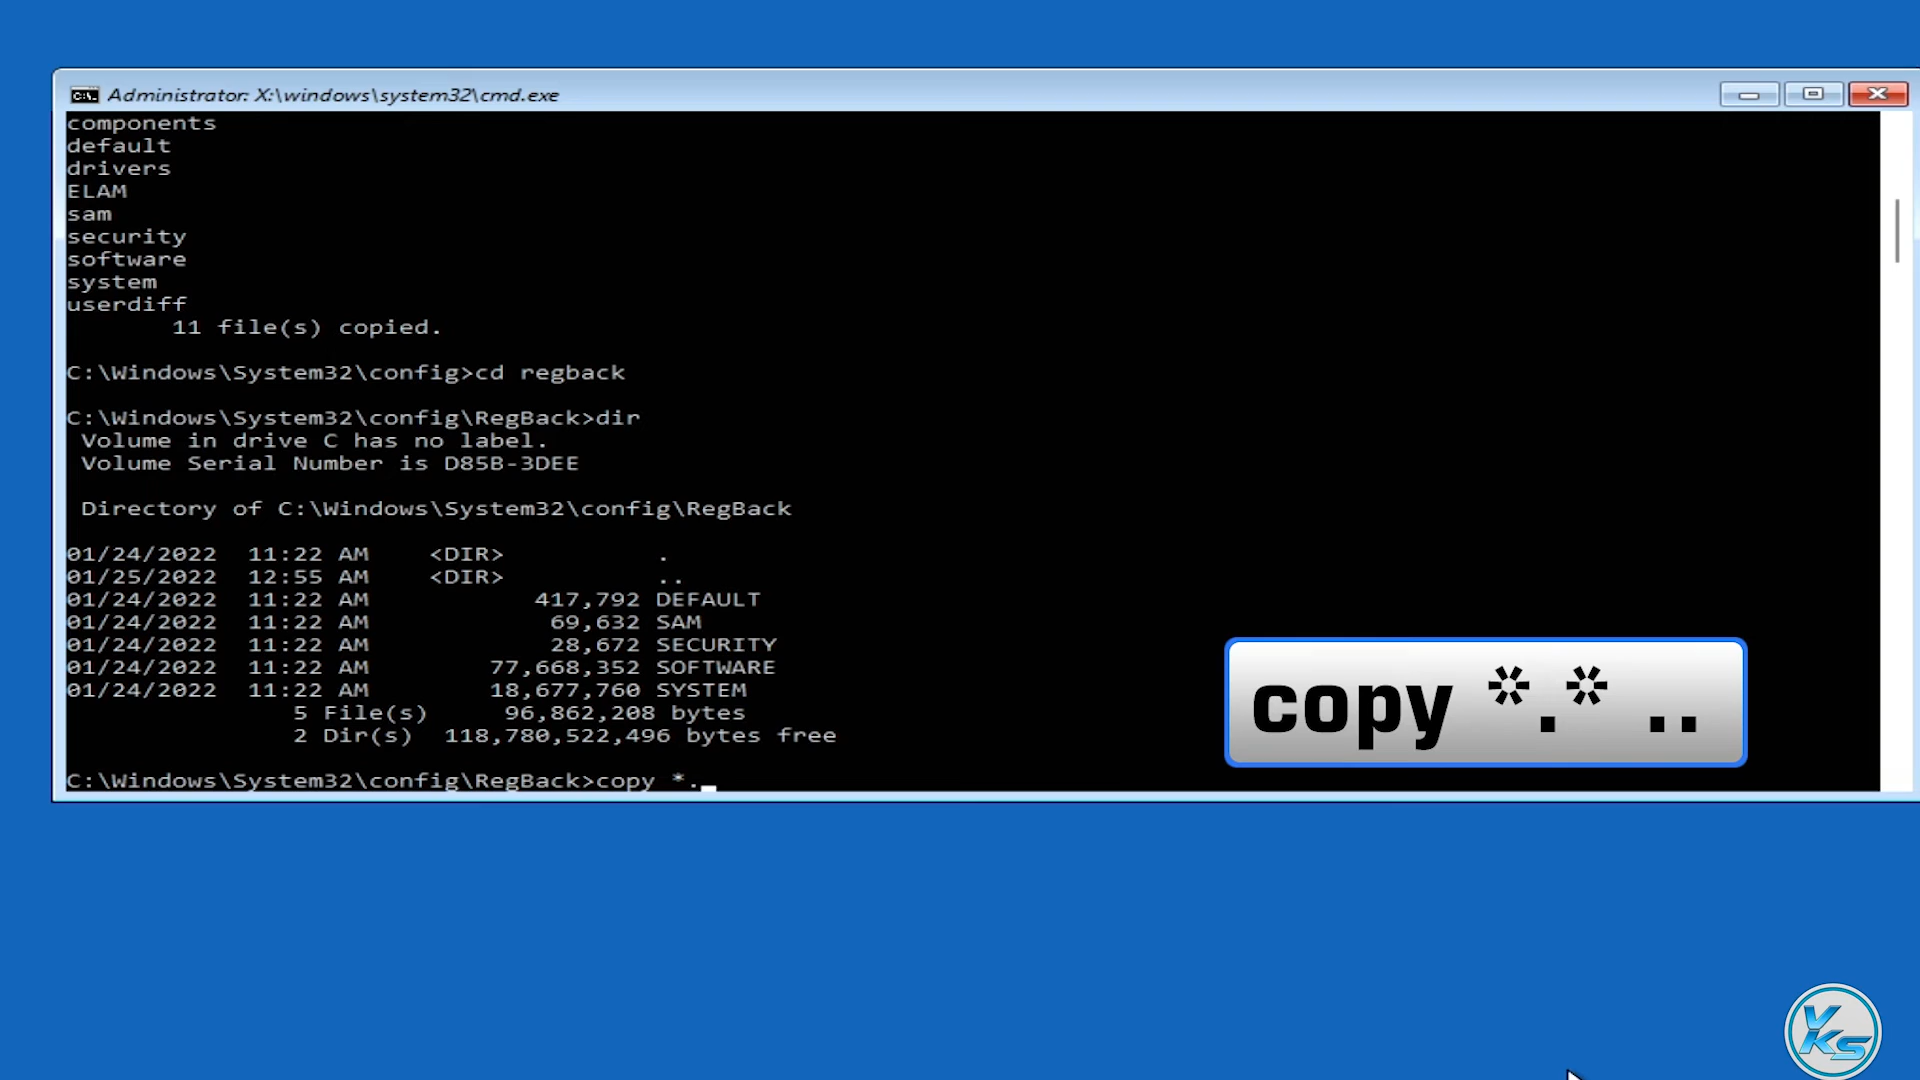 Administrator: X:\windows\system32\cmd.exe
components
default
drivers
ELAM
sam
security
software
system
userdiff
11 file(s) copied.
C:\Windows\System32\config>cd regback
C:\Windows\System32\config\RegBack>dir
Volume in drive C has no label.
Volume Serial Number is D85B-3DEE
Directory of C:\Windows\System32\config\RegBack
01/24/2022  11:22 AM    <DIR>          .
01/25/2022  12:55 AM    <DIR>          ..
01/24/2022  11:22 AM           417,792 DEFAULT
01/24/2022  11:22 AM            69,632 SAM
01/24/2022  11:22 AM            28,672 SECURITY
01/24/2022  11:22 AM        77,668,352 SOFTWARE
01/24/2022  11:22 AM        18,677,760 SYSTEM
5 File(s)     96,862,208 bytes
2 Dir(s)  118,780,522,496 bytes free
C:\Windows\System32\config\RegBack>copy *._
copy *.* ..
VKS